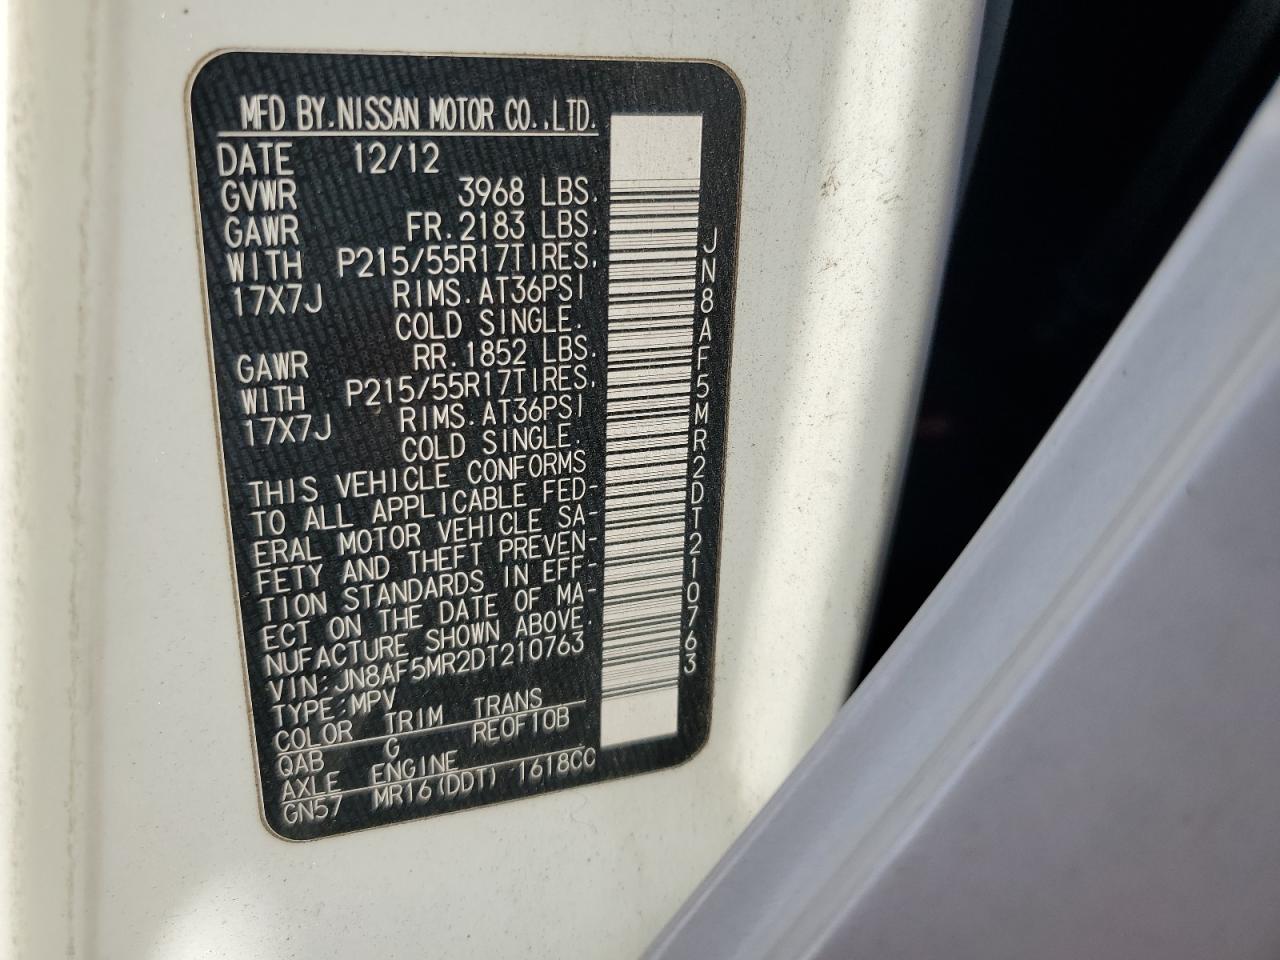 MFD BY. NISSAN MOTOR CO.,LTD.
DATE 12/12
GVWR 3968 LBS.
GAWR FR. 2183 LBS.
WITH P215/55R17TIRES.
17X7J RIMS. AT36PSI
COLD SINGLE.
GAWR RR. 1852 LBS.
WITH P215/55R17TIRES.
17X7J RIMS. AT36PSI
COLD SINGLE.
THIS VEHICLE CONFORMS
TO ALL APPLICABLE FED-
ERAL MOTOR VEHICLE SA-
FETY AND THEFT PREVEN-
TION STANDARDS IN EFF-
ECT ON THE DATE OF MA-
NUFACTURE SHOWN ABOVE.
VIN:JN8AF5MR2DT210763
TYPE:MPV
COLOR TRIM TRANS
QAB G RE0F10B
AXLE ENGINE
GN57 MR16(DDT) 1618CC
JN8AF5MR2DT210763